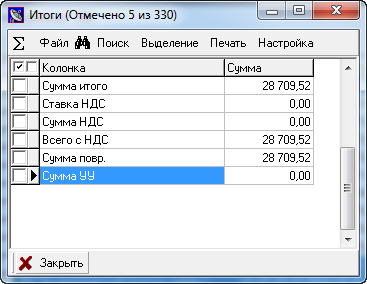 Итоги (Отмечено 5 из 330)
Σ Файл Поиск Выделение Печать Настройка
Колонка Сумма
Сумма итого 28 709,52
Ставка НДС 0,00
Сумма НДС 0,00
Всего с НДС 28 709,52
Сумма повр. 28 709,52
Сумма УУ 0,00
Закрыть